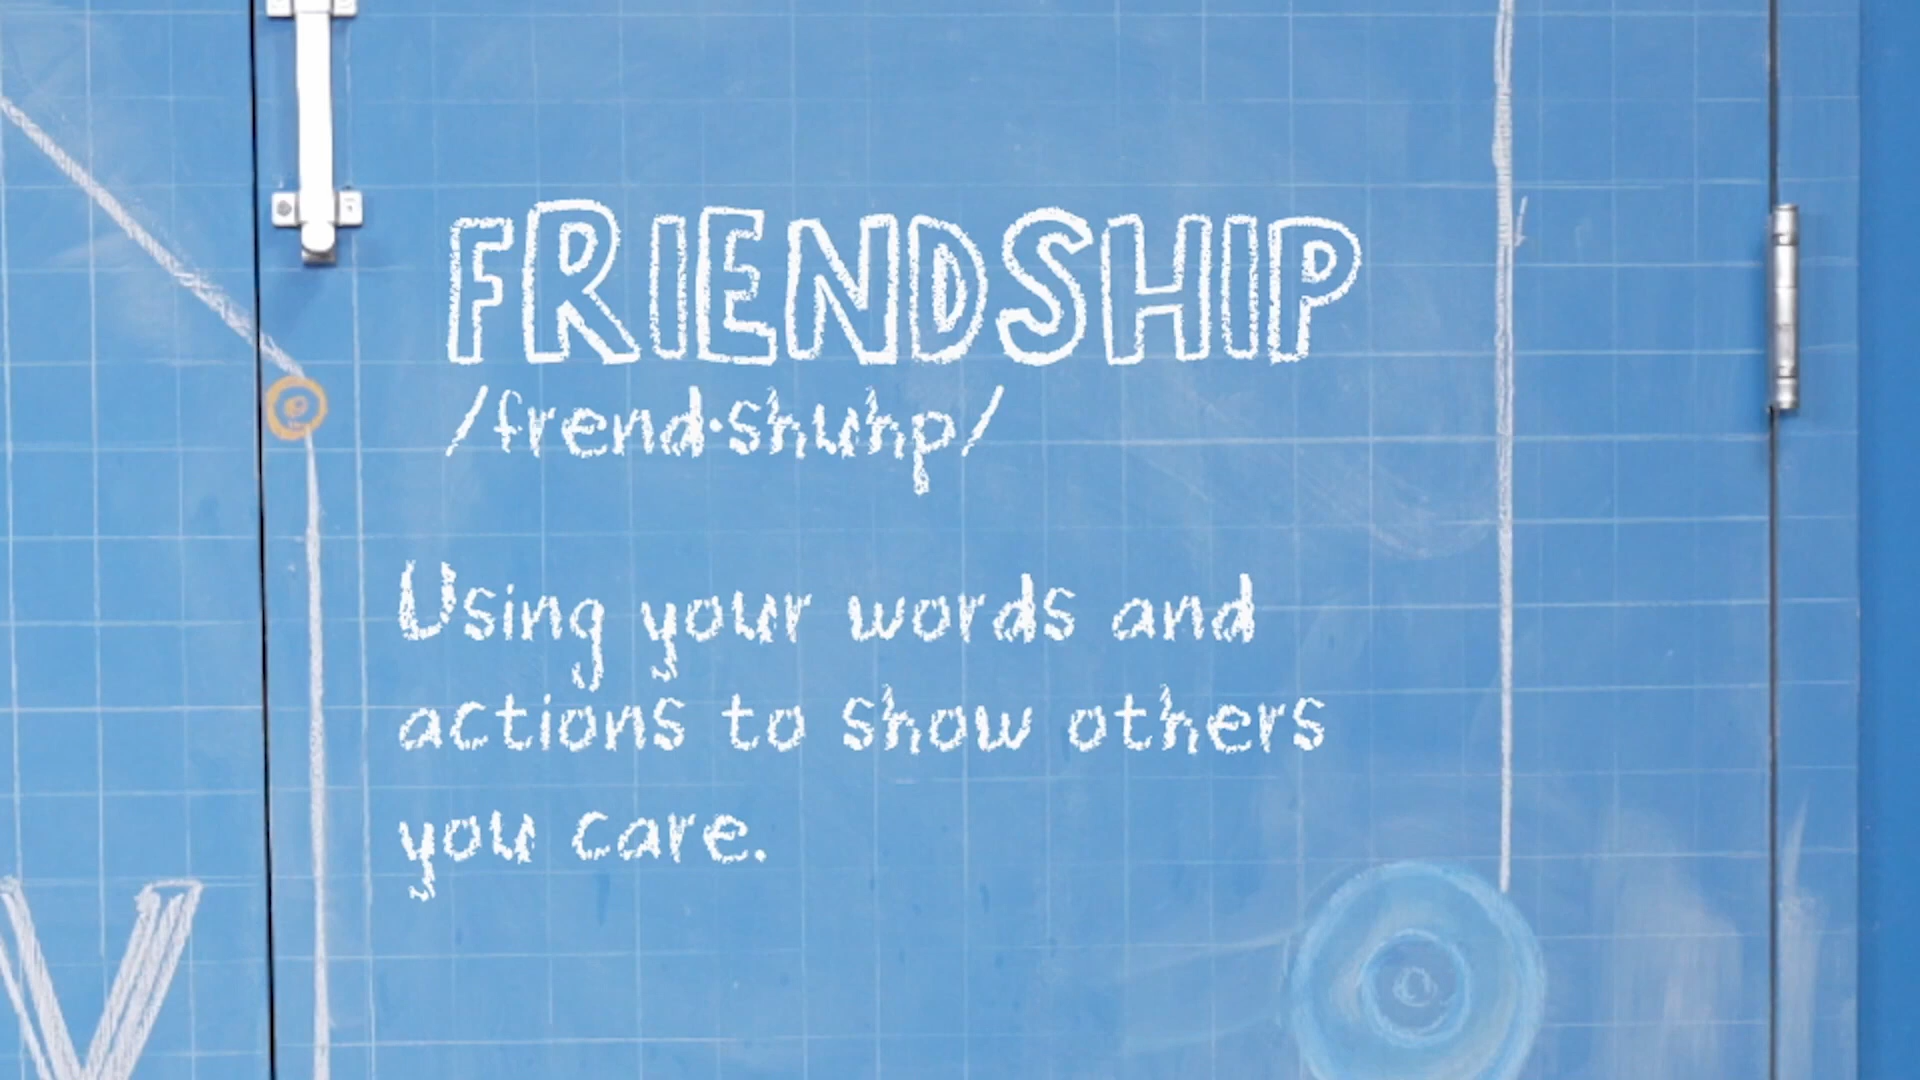 FRIENDSHIP
/frend·shuhp/
Using your words and
actions to show others
you care.